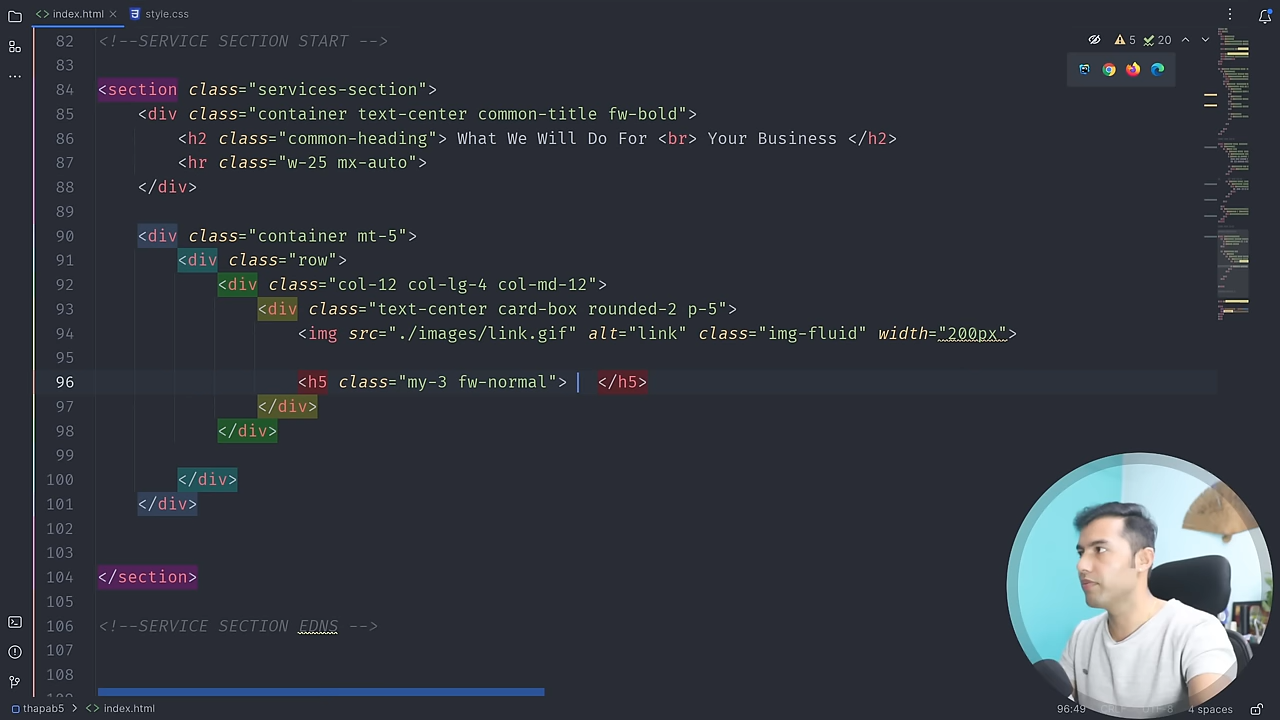 index.html
style.css
5 20
82 <!--SERVICE SECTION START -->
83
84 <section class="services-section">
85 <div class="container text-center common-title fw-bold">
86 <h2 class="common-heading"> What We Will Do For <br> Your Business </h2>
87 <hr class="w-25 mx-auto">
88 </div>
89
90 <div class="container mt-5">
91 <div class="row">
92 <div class="col-12 col-lg-4 col-md-12">
93 <div class="text-center card-box rounded-2 p-5">
94 <img src="./images/link.gif" alt="link" class="img-fluid" width="200px">
95
96 <h5 class="my-3 fw-normal"> </h5>
97 </div>
98 </div>
99
100 </div>
101 </div>
102
103
104 </section>
105
106 <!--SERVICE SECTION EDNS -->
107
108
thapab5 > index.html
96:49 CRLF UTF-8 4 spaces